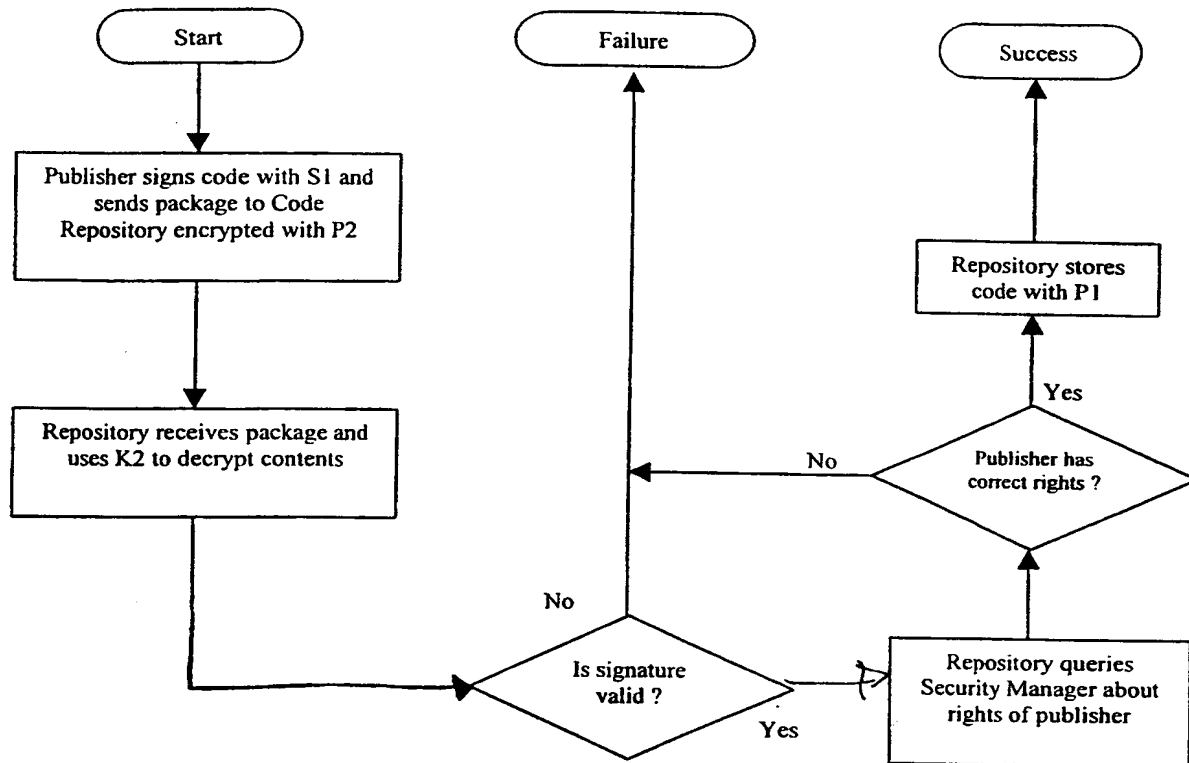 Start
Failure
Success
Publisher signs code with S1 and
sends package to Code
Repository encrypted with P2
Repository stores
code with P1
Yes
Repository receives package and
uses K2 to decrypt contents
No
Publisher has
correct rights ?
No
Is signature
valid ?
Yes
Repository queries
Security Manager about
rights of publisher